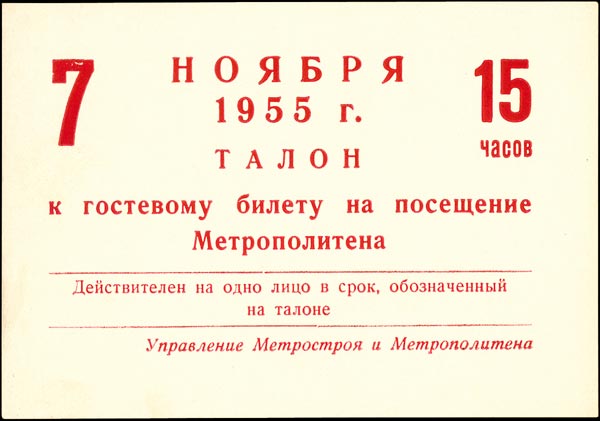 7 НОЯБРЯ 15
1955 г. часов
ТАЛОН
к гостевому билету на посещение
Метрополитена
Действителен на одно лицо в срок, обозначенный
на талоне
Управление Метростроя и Метрополитена